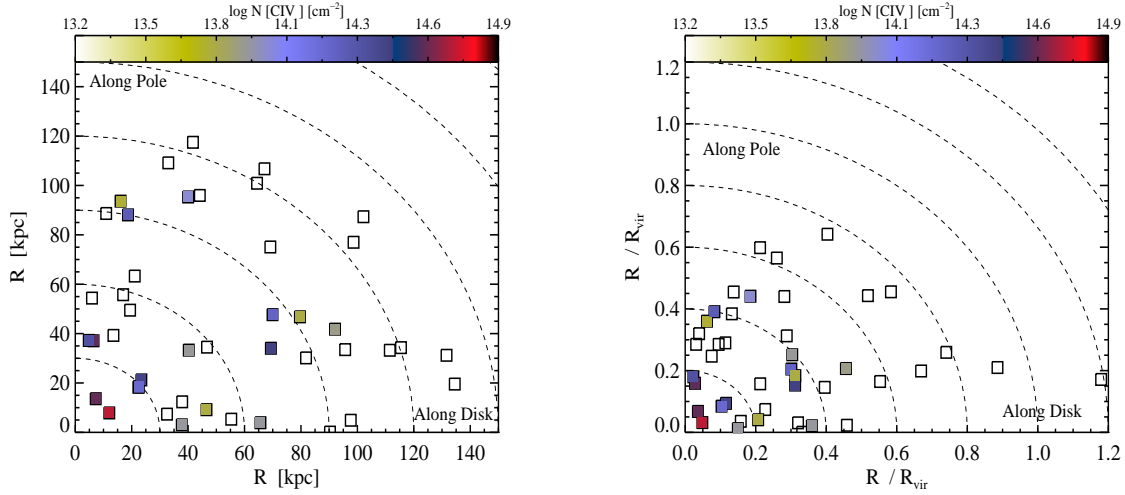 log N [CIV] [cm⁻²]
13.2 13.5 13.8 14.1 14.3 14.6 14.9
Along Pole
140
120
100
80
60
40
20
0
R [kpc]
Along Disk
0 20 40 60 80 100 120 140
R [kpc]
log N [CIV] [cm⁻²]
13.2 13.5 13.8 14.1 14.3 14.6 14.9
1.2
1.0
Along Pole
0.8
0.6
0.4
0.2
0.0
R / Rvir
Along Disk
0.0 0.2 0.4 0.6 0.8 1.0 1.2
R / Rvir